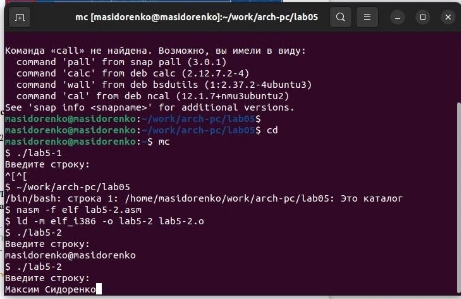 mc [masidorenko@masidorenko]:~/work/arch-pc/lab05
Команда «call» не найдена. Возможно, вы имели в виду:
command 'pall' from snap pall (3.0.1)
command 'calc' from deb calc (2.12.7.2-4)
command 'wall' from deb bsdutils (1:2.37.2-4ubuntu3)
command 'cal' from deb ncal (12.1.7+nmu3ubuntu2)
See 'snap info <snapname>' for additional versions.
masidorenko@masidorenko:~/work/arch-pc/lab05$
masidorenko@masidorenko:~/work/arch-pc/lab05$ cd
masidorenko@masidorenko:~$ mc
$ ./lab5-1
Введите строку:
^[^[
$ ~/work/arch-pc/lab05
/bin/bash: строка 1: /home/masidorenko/work/arch-pc/lab05: Это каталог
$ nasm -f elf lab5-2.asm
$ ld -m elf_i386 -o lab5-2 lab5-2.o
$ ./lab5-2
Введите строку:
masidorenko@masidorenko
$ ./lab5-2
Введите строку:
Максим Сидоренко